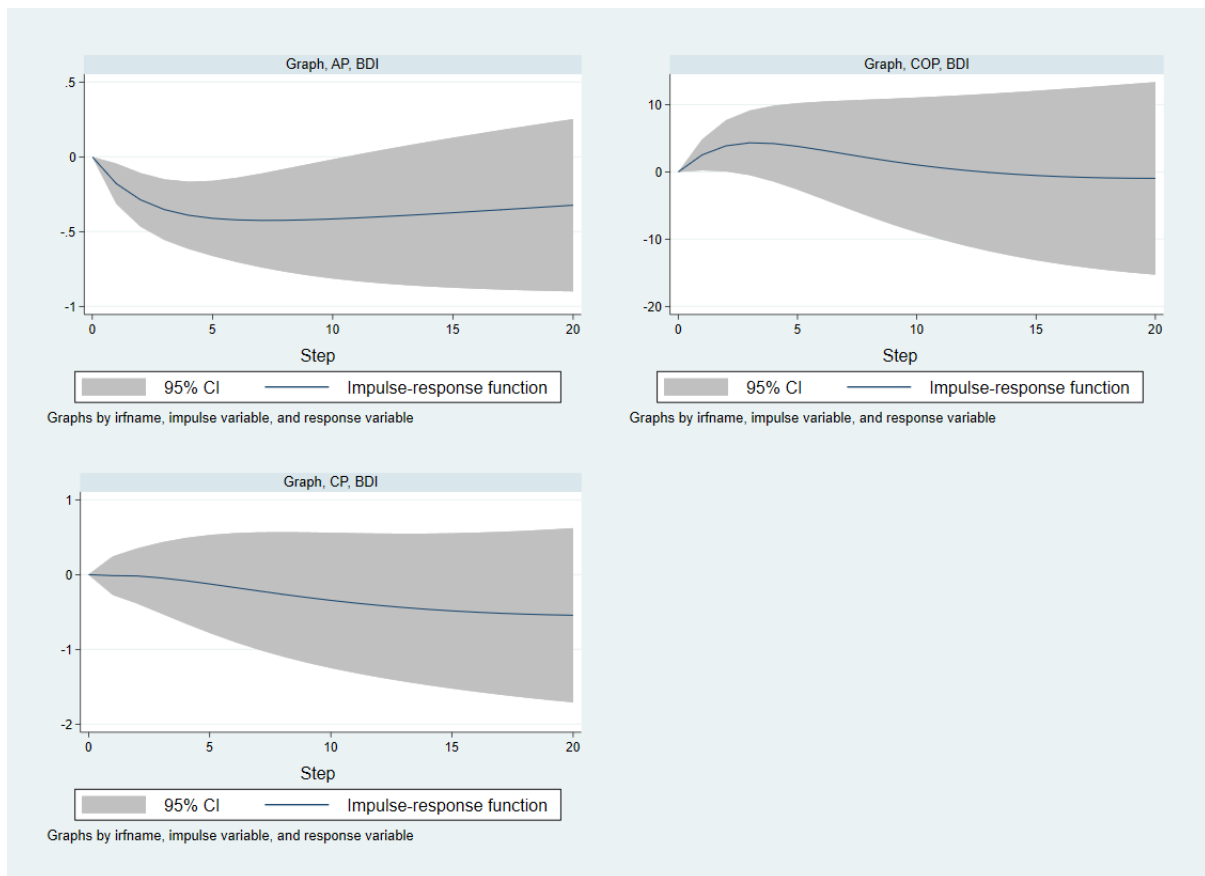 Graph, AP, BDI
.5
0
-.5
-1
0 5 10 15 20
Step
95% CI Impulse-response function
Graphs by irfname, impulse variable, and response variable
Graph, COP, BDI
10
0
-10
-20
0 5 10 15 20
Step
95% CI Impulse-response function
Graphs by irfname, impulse variable, and response variable
Graph, CP, BDI
1
0
-1
-2
0 5 10 15 20
Step
95% CI Impulse-response function
Graphs by irfname, impulse variable, and response variable